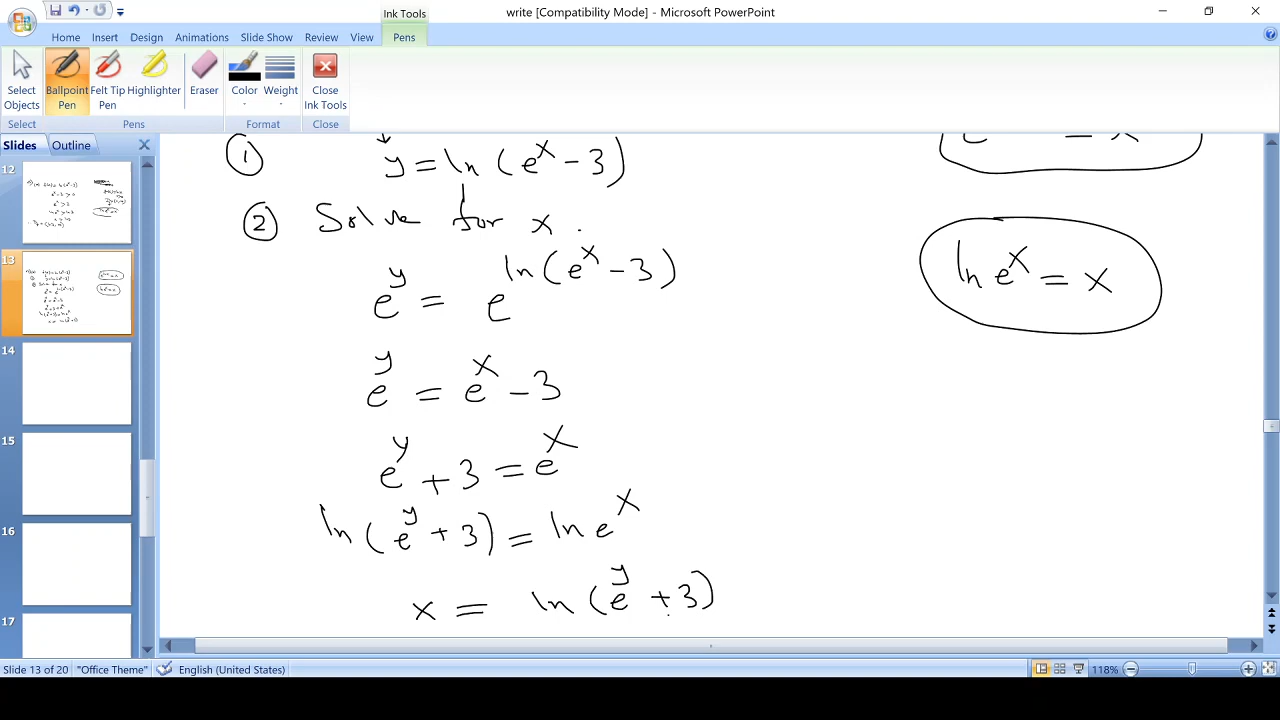 write [Compatibility Mode] - Microsoft PowerPoint
Ink Tools
Home Insert Design Animations Slide Show Review View Pens
Select Objects
Ballpoint Pen
Felt Tip Pen
Highlighter
Eraser
Color
Weight
Close Ink Tools
Select Pens Format Close
Slides Outline
12
13
14
15
16
17
① y = ln (e^x - 3)
② Solve for x .
e^y = e^ln(e^x - 3)
e^y = e^x - 3
e^y + 3 = e^x
ln (e^y + 3) = ln e^x
x = ln (e^y + 3)
= x
ln e^x = x
Slide 13 of 20 "Office Theme" English (United States) 118%